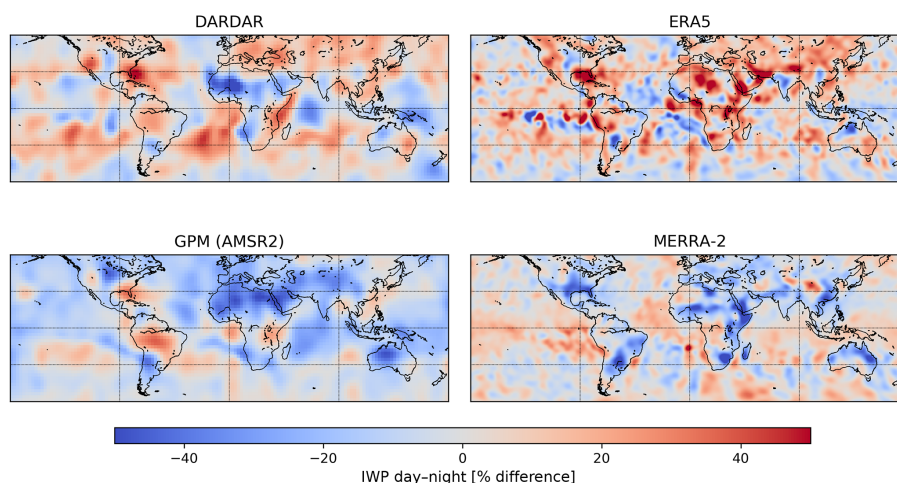 DARDAR
ERA5
GPM (AMSR2)
MERRA-2
−40
−20
0
20
40
IWP day–night [% difference]